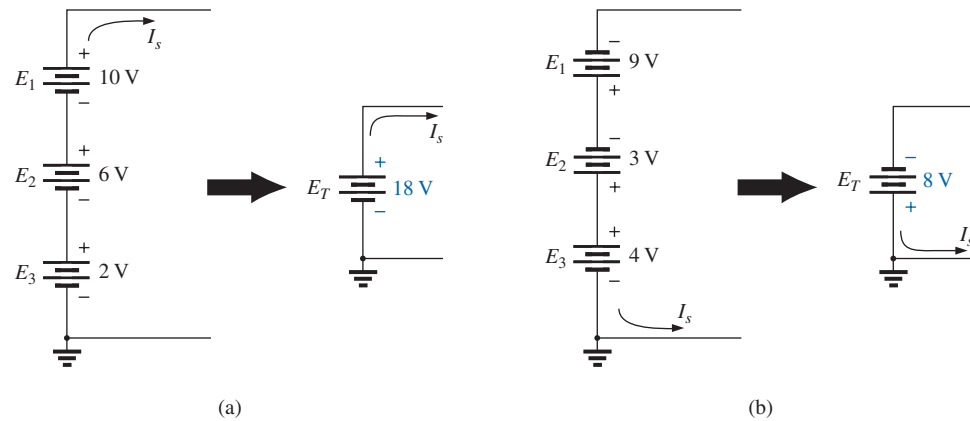 +
I_s
E_1
10 V
−
+
E_2
6 V
−
+
E_3
2 V
−
I_s
+
E_T
18 V
−
(a)
−
E_1
9 V
+
−
E_2
3 V
+
+
E_3
4 V
−
I_s
−
E_T
8 V
+
I_s
(b)